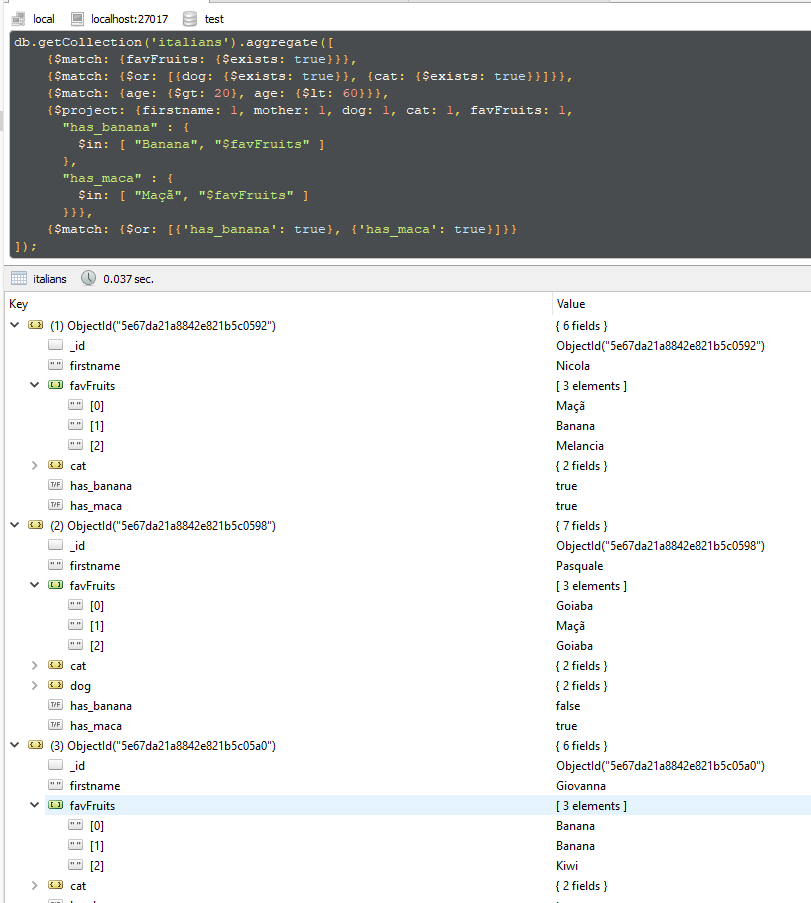 local localhost:27017 test
db.getCollection('italians').aggregate([
{$match: {favFruits: {$exists: true}}},
{$match: {$or: [{dog: {$exists: true}}, {cat: {$exists: true}}]}},
{$match: {age: {$gt: 20}, age: {$lt: 60}}},
{$project: {firstname: 1, mother: 1, dog: 1, cat: 1, favFruits: 1,
"has_banana" : {
$in: [ "Banana", "$favFruits" ]
},
"has_maca" : {
$in: [ "Maçã", "$favFruits" ]
}}},
{$match: {$or: [{'has_banana': true}, {'has_maca': true}]}}
]);
italians 0.037 sec.
Key Value
(1) ObjectId("5e67da21a8842e821b5c0592") { 6 fields }
_id ObjectId("5e67da21a8842e821b5c0592")
firstname Nicola
favFruits [ 3 elements ]
[0] Maçã
[1] Banana
[2] Melancia
cat { 2 fields }
has_banana true
has_maca true
(2) ObjectId("5e67da21a8842e821b5c0598") { 7 fields }
_id ObjectId("5e67da21a8842e821b5c0598")
firstname Pasquale
favFruits [ 3 elements ]
[0] Goiaba
[1] Maçã
[2] Goiaba
cat { 2 fields }
dog { 2 fields }
has_banana false
has_maca true
(3) ObjectId("5e67da21a8842e821b5c05a0") { 6 fields }
_id ObjectId("5e67da21a8842e821b5c05a0")
firstname Giovanna
favFruits [ 3 elements ]
[0] Banana
[1] Banana
[2] Kiwi
cat { 2 fields }